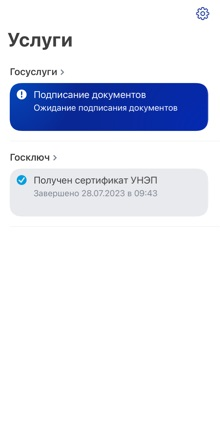 Услуги
Госуслуги >
Подписание документов
Ожидание подписания документов
Госключ >
Получен сертификат УНЭП
Завершено 28.07.2023 в 09:43